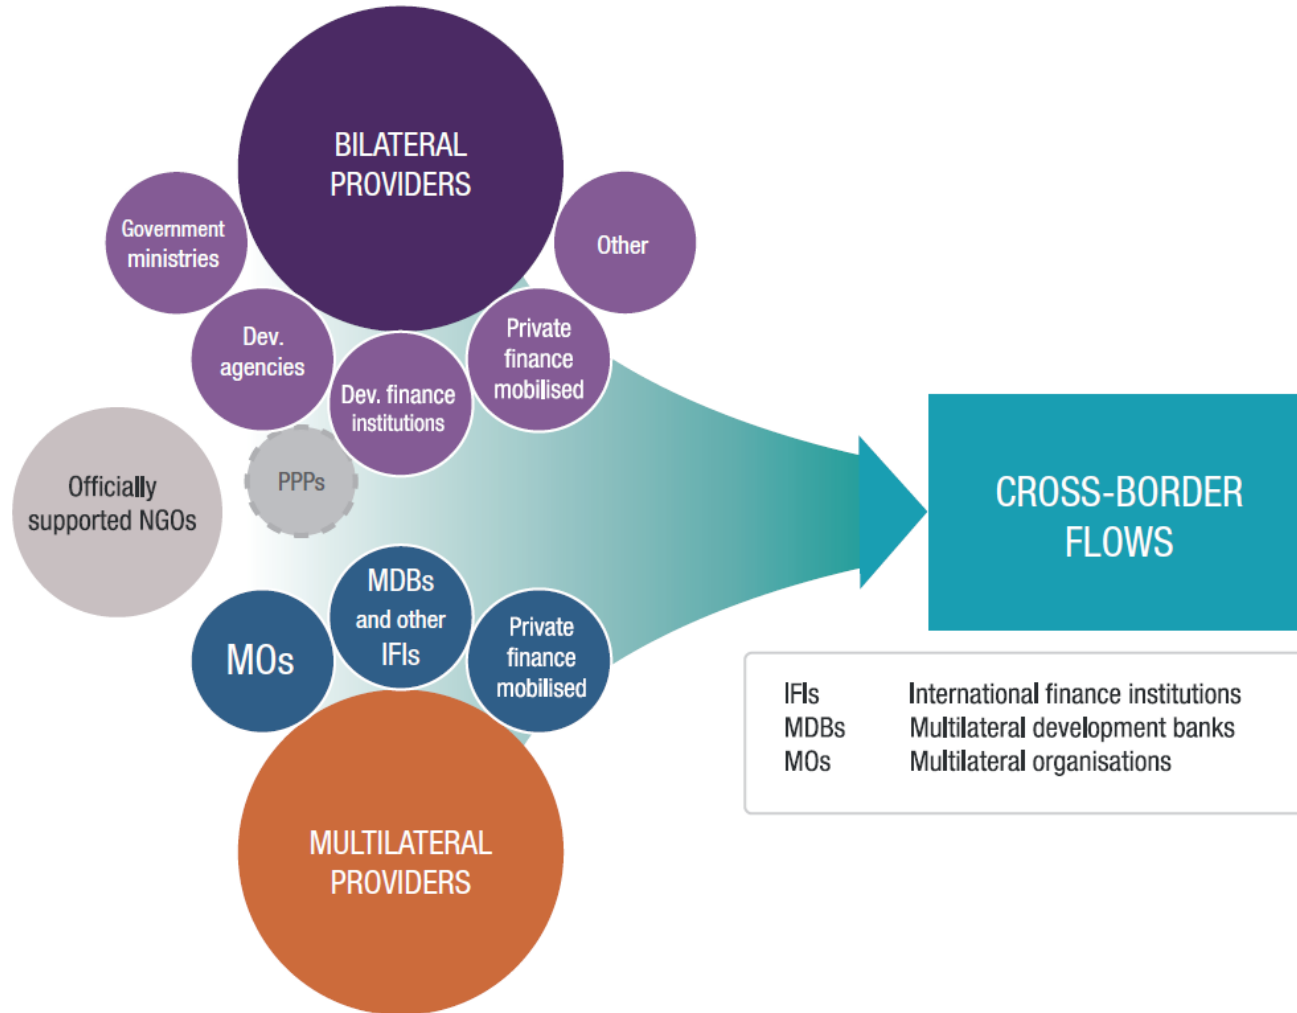 BILATERAL
PROVIDERS
Government
ministries
Other
Dev.
agencies
Dev. finance
institutions
Private
finance
mobilised
PPPs
Officially
supported NGOs
CROSS-BORDER
FLOWS
MOs
MDBs
and other
IFIs
Private
finance
mobilised
IFIs International finance institutions
MDBs Multilateral development banks
MOs Multilateral organisations
MULTILATERAL
PROVIDERS